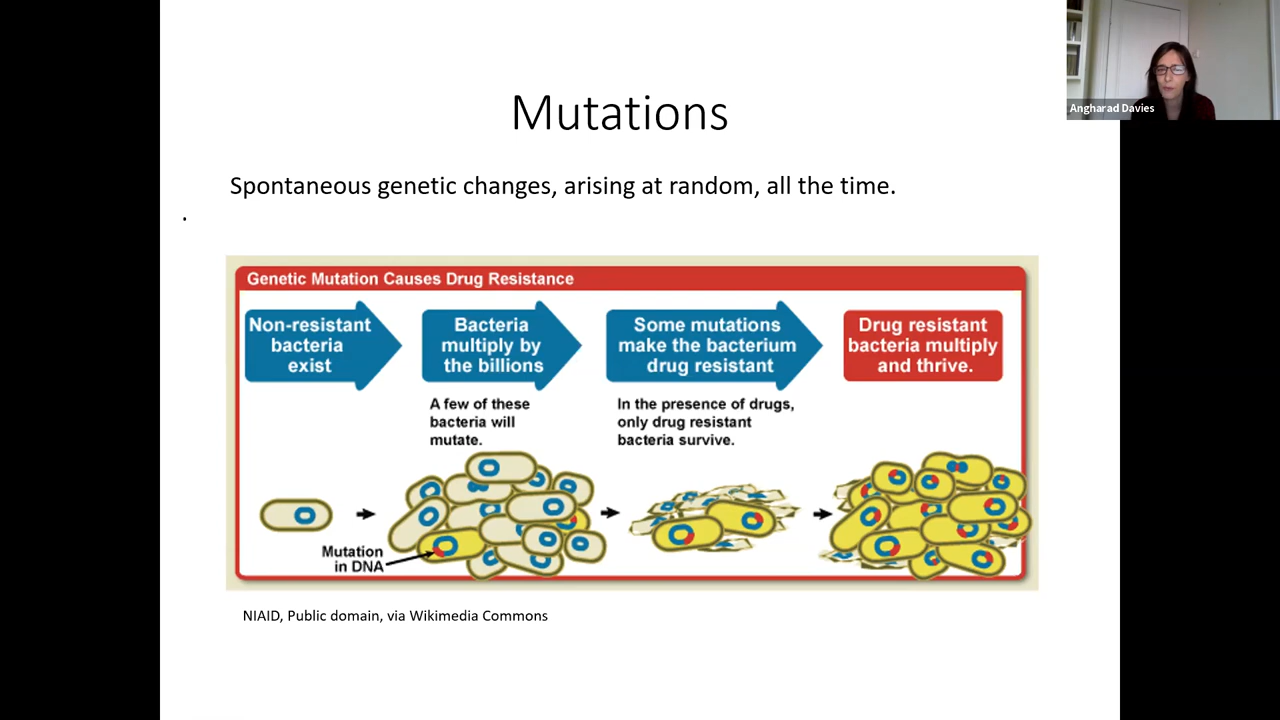 Angharad Davies
Mutations
Spontaneous genetic changes, arising at random, all the time.
.
Genetic Mutation Causes Drug Resistance
Non-resistant
bacteria
exist
Bacteria
multiply by
the billions
Some mutations
make the bacterium
drug resistant
Drug resistant
bacteria multiply
and thrive.
A few of these
bacteria will
mutate.
In the presence of drugs,
only drug resistant
bacteria survive.
Mutation
in DNA
NIAID, Public domain, via Wikimedia Commons